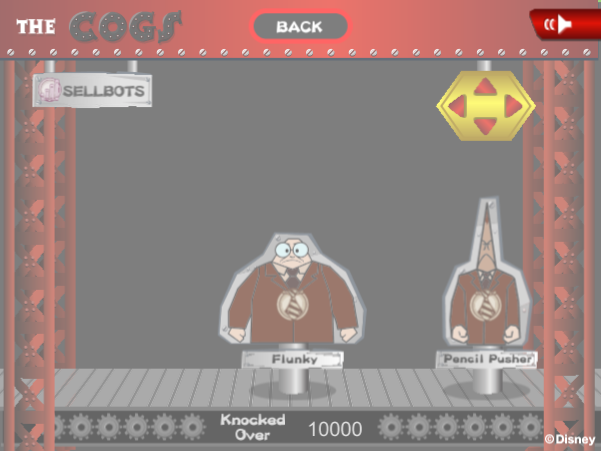 THE COGS
BACK
SELLBOTS
Flunky
Pencil Pusher
Knocked
Over
10000
©Disney